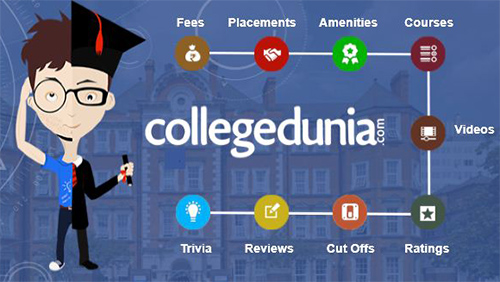 Fees Placements Amenities Courses
collegedunia.com
Videos
Trivia Reviews Cut Offs Ratings